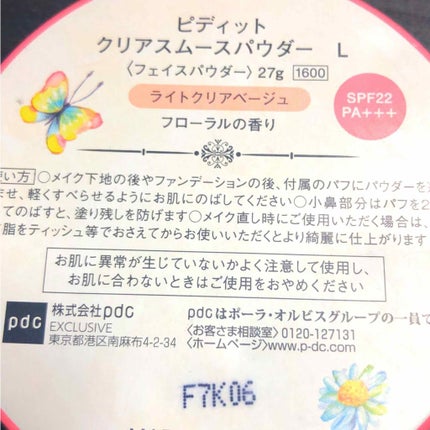 ピディット
クリアスムースパウダー L
〈フェイスパウダー〉27g 1600
ライトクリアベージュ
SPF22
PA+++
フローラルの香り
い方 ○メイク下地の後やファンデーションの後、付属のパフにパウダーを
ませ、軽くすべらせるようにお肌にのばしてください○小鼻部分はパフを2
てのばすと、塗り残しを防げます○メイク直し時にご使用いただく場合は、
脂をティッシュ等でおさえてからお使いいただくとより綺麗に仕上がります
お肌に異常が生じていないかよく注意して使用し、
お肌に合わないときはご使用をおやめください
pdc
株式会社pdc
EXCLUSIVE
東京都港区南麻布4-2-34
pdcはポーラ・オルビスグループの一員で
〈お客さま相談室〉0120-127131
〈ホームページ〉www.p-dc.com
F7K06